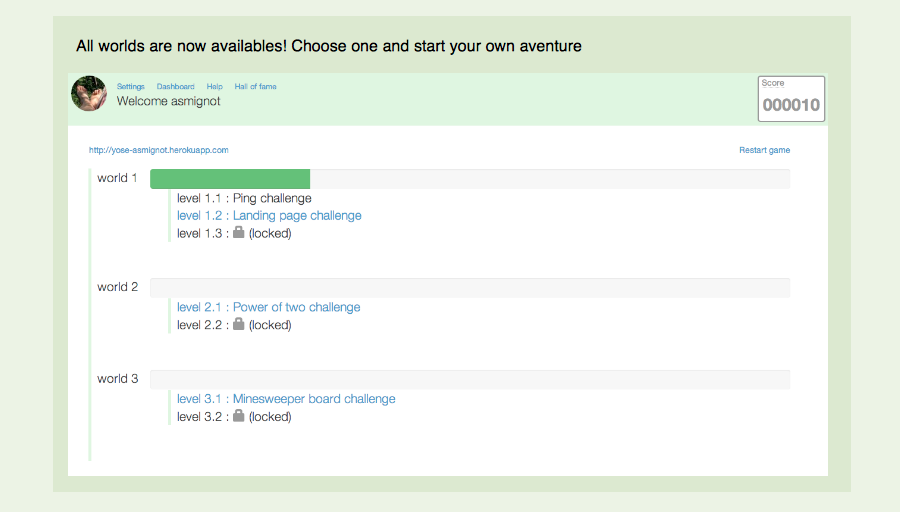 All worlds are now availables! Choose one and start your own aventure
Settings Dashboard Help Hall of fame
Welcome asmignot
Score
000010
http://yose-asmignot.herokuapp.com
Restart game
world 1
level 1.1 : Ping challenge
level 1.2 : Landing page challenge
level 1.3 : (locked)
world 2
level 2.1 : Power of two challenge
level 2.2 : (locked)
world 3
level 3.1 : Minesweeper board challenge
level 3.2 : (locked)